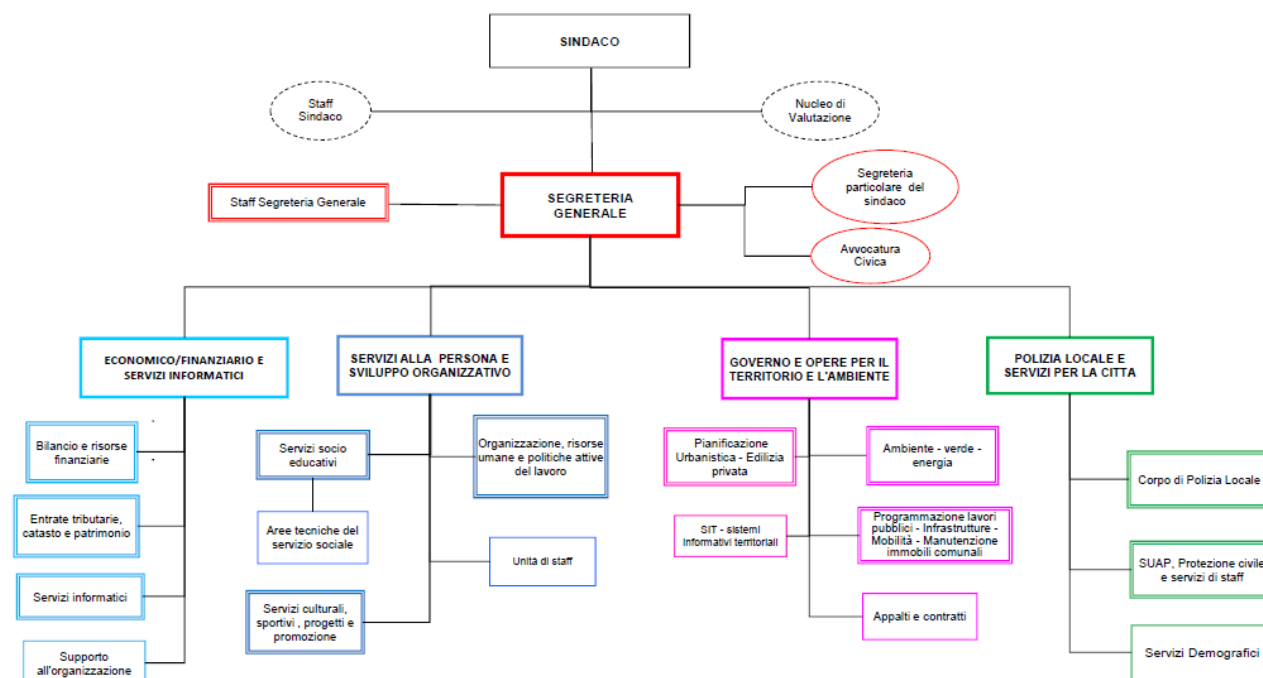 SINDACO
Staff
Sindaco
Nucleo di
Valutazione
Segreteria
particolare del
sindaco
Staff Segreteria Generale
SEGRETERIA
GENERALE
Avvocatura
Civica
ECONOMICO/FINANZIARIO E
SERVIZI INFORMATICI
SERVIZI ALLA PERSONA E
SVILUPPO ORGANIZZATIVO
GOVERNO E OPERE PER IL
TERRITORIO E L'AMBIENTE
POLIZIA LOCALE E
SERVIZI PER LA CITTA
Bilancio e risorse
finanziarie
Entrate tributarie,
catasto e patrimonio
Servizi informatici
Supporto
all'organizzazione
Servizi socio
educativi
Aree tecniche del
servizio sociale
Servizi culturali,
sportivi , progetti e
promozione
Organizzazione, risorse
umane e politiche attive
del lavoro
Unità di staff
Pianificazione
Urbanistica - Edilizia
privata
SIT - sistemi
informativi territoriali
Ambiente - verde -
energia
Programmazione lavori
pubblici - Infrastrutture -
Mobilità - Manutenzione
immobili comunali
Appalti e contratti
Corpo di Polizia Locale
SUAP, Protezione civile
e servizi di staff
Servizi Demografici